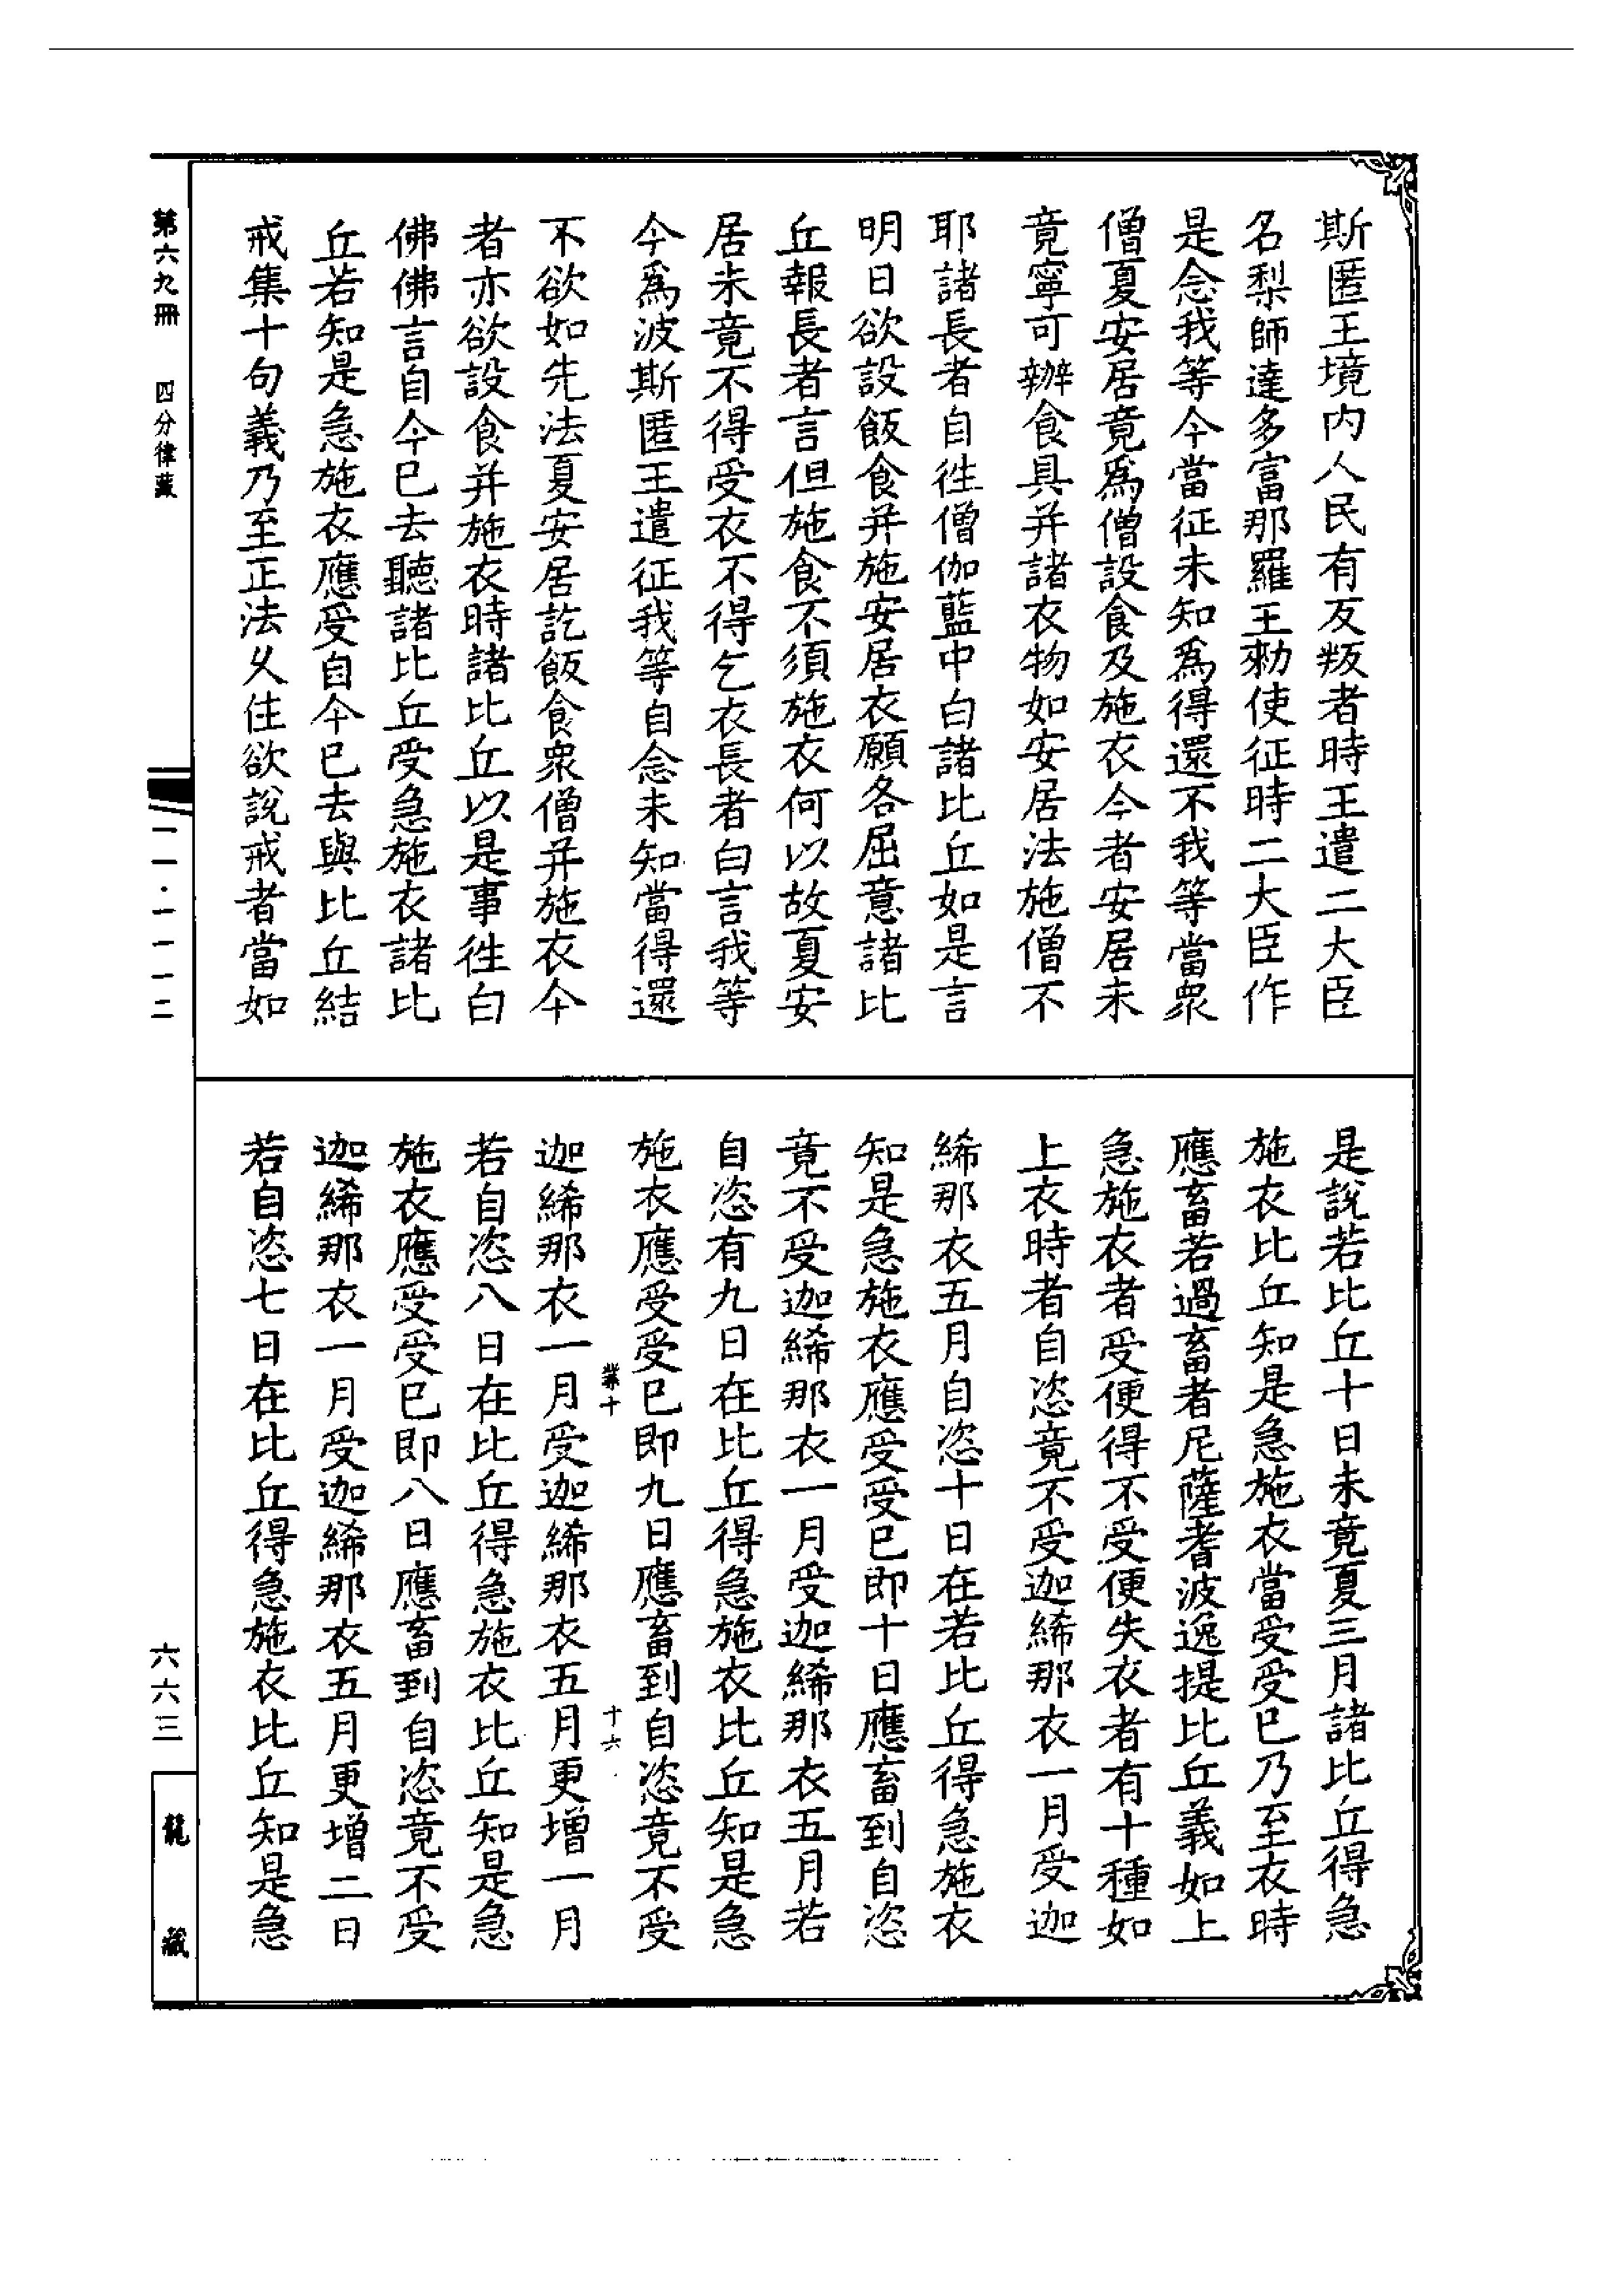 斯匿王境内人民有反叛者時王遣二大臣
名梨師達多富那羅王勑使征時二大臣作
是念我等今當征未知爲得還不我等當衆
僧夏安居竟爲僧設食及施衣今者安居未
竟寧可辦食具并諸衣物如安居法施僧不
耶諸長者自徃僧伽藍中白諸比丘如是言
明日欲設飯食并施安居衣願各屈意諸比
丘報長者言但施食不須施衣何以故夏安
居未竟不得受衣不得乞衣長者白言我等
今爲波斯匿王遣征我等自念未知當得還
不欲如先法夏安居訖飯食衆僧并施衣今
者亦欲設食并施衣時諸比丘以是事徃白
佛佛言自今已去聽諸比丘受急施衣諸比
丘若知是急施衣應受自今已去與比丘結
戒集十句義乃至正法久住欲説戒者當如
是説若比丘十日未竟夏三月諸比丘得急
施衣比丘知是急施衣當受受已乃至衣時
應畜若過畜者尼薩耆波逸提比丘義如上
急施衣者受便得不受便失衣者有十種如
上衣時者自恣竟不受迦絺那衣一月受迦
絺那衣五月自恣十日在若比丘得急施衣
知是急施衣應受受已即十日應畜到自恣
竟不受迦絺那衣一月受迦絺那衣五月若
自恣有九日在比丘得急施衣比丘知是急
施衣應受受已即九日應畜到自恣竟不受
業十
十六
迦絺那衣一月受迦絺那衣五月更增一月
若自恣八日在比丘得急施衣比丘知是急
施衣應受受已即八日應畜到自恣竟不受
迦絺那衣一月受迦絺那衣五月更增二日
若自恣七日在比丘得急施衣比丘知是急
第六九冊
四分律藏
一一·一一一二
六六三
龍藏